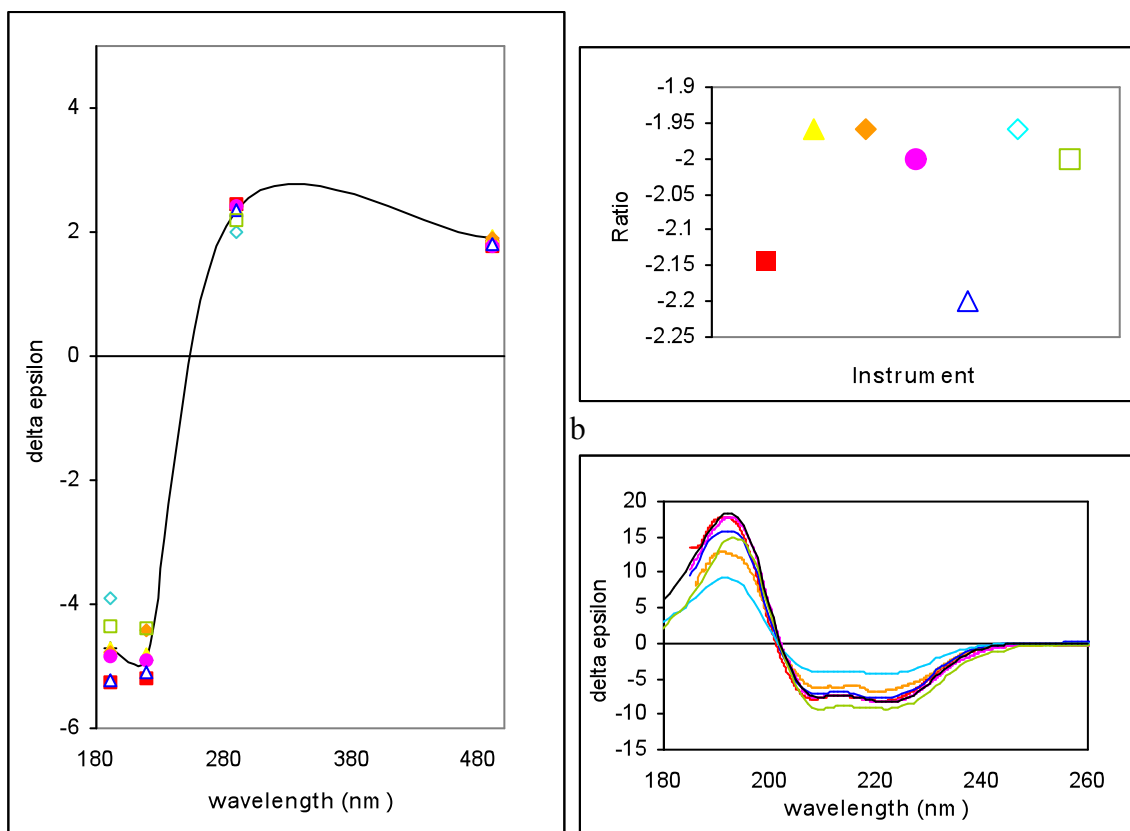 4
2
0
-2
-4
-6
180 280 380 480
delta epsilon
wavelength (nm)
-1.9
-1.95
-2
-2.05
-2.1
-2.15
-2.2
-2.25
Ratio
Instrument
b
20
15
10
5
0
-5
-10
-15
180 200 220 240 260
delta epsilon
wavelength (nm)